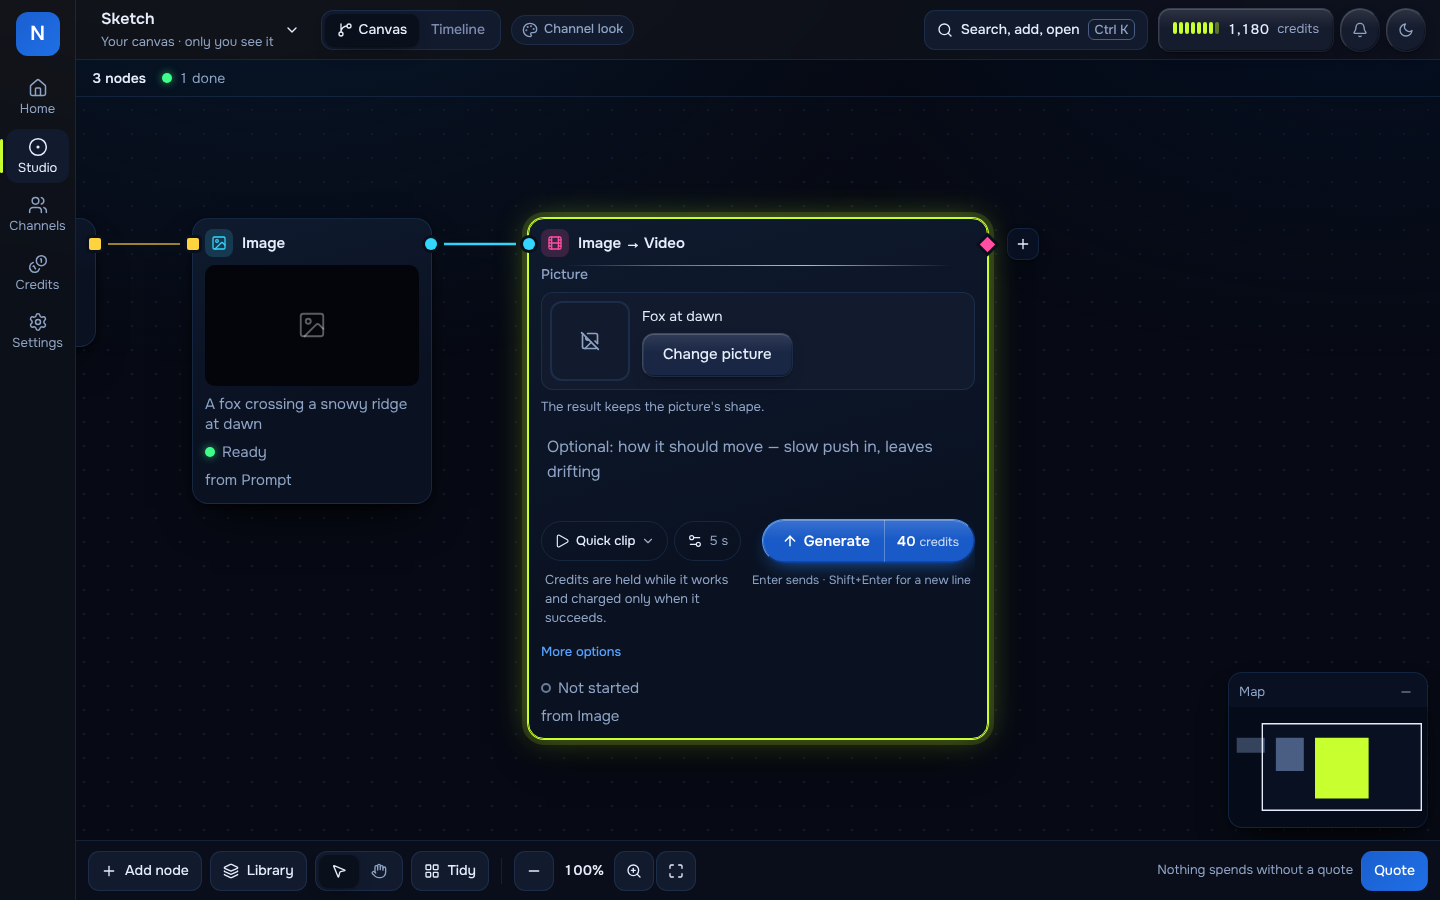 N
Sketch
Your canvas · only you see it
Canvas
Timeline
Channel look
Search, add, open
Ctrl K
1,180 credits
3 nodes
1 done
Home
Studio
Channels
Credits
Settings
Image
A fox crossing a snowy ridge
at dawn
Ready
from Prompt
Image → Video
Picture
Fox at dawn
Change picture
The result keeps the picture's shape.
Optional: how it should move — slow push in, leaves
drifting
Quick clip
5 s
Generate
40 credits
Credits are held while it works
and charged only when it
succeeds.
Enter sends · Shift+Enter for a new line
More options
Not started
from Image
Map
Add node
Library
Tidy
100%
Nothing spends without a quote
Quote